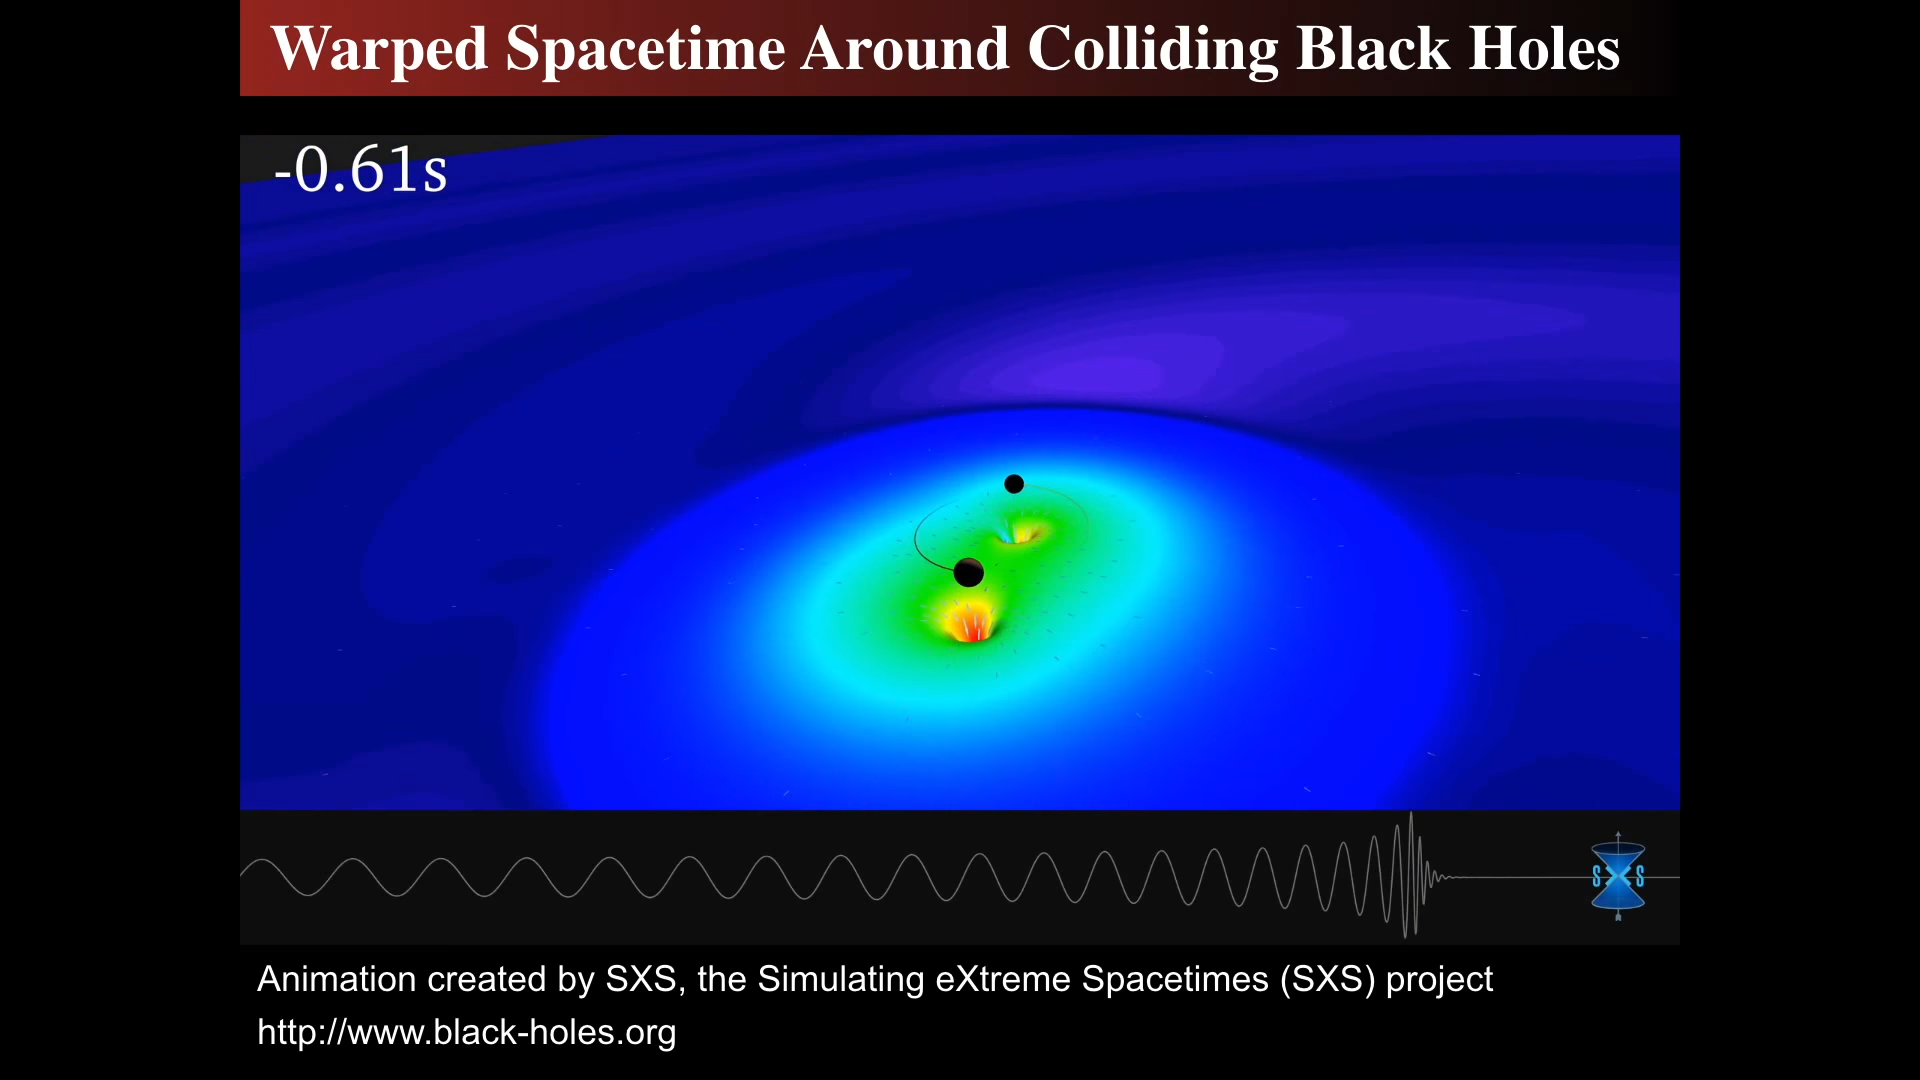 Warped Spacetime Around Colliding Black Holes
-0.61s
S X S
Animation created by SXS, the Simulating eXtreme Spacetimes (SXS) project
http://www.black-holes.org